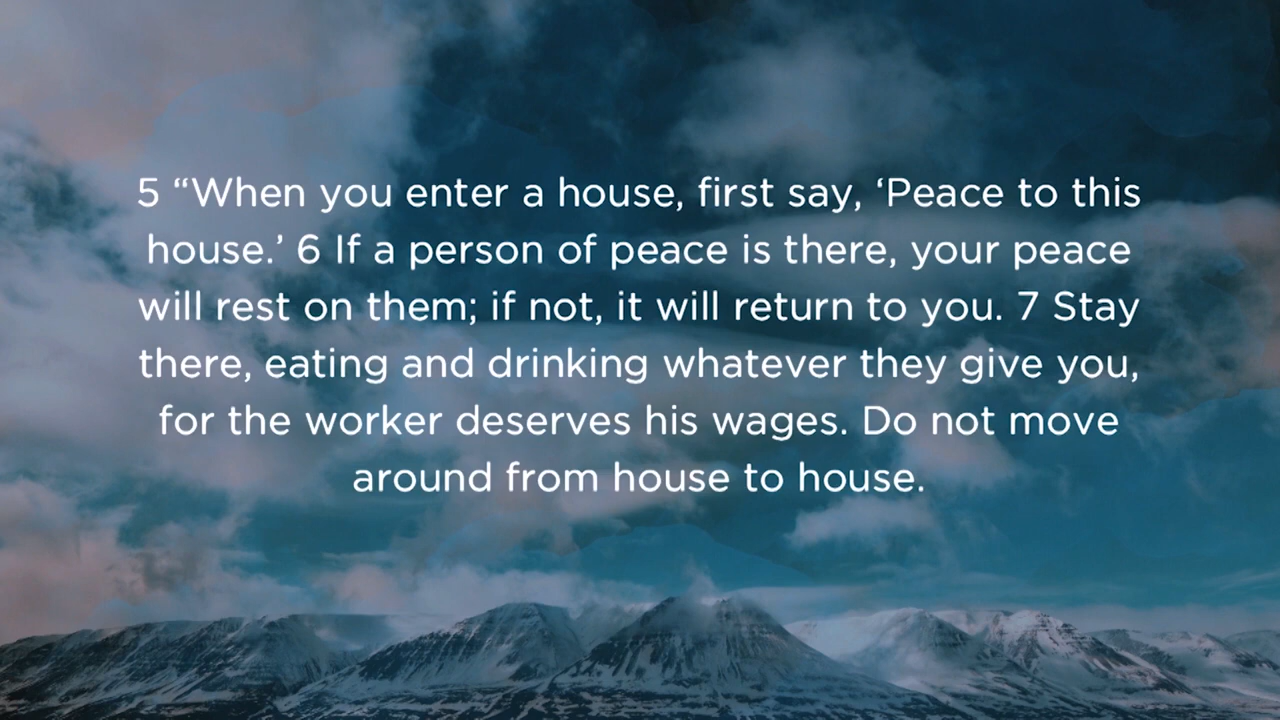 5 “When you enter a house, first say, ‘Peace to this
house.’ 6 If a person of peace is there, your peace
will rest on them; if not, it will return to you. 7 Stay
there, eating and drinking whatever they give you,
for the worker deserves his wages. Do not move
around from house to house.